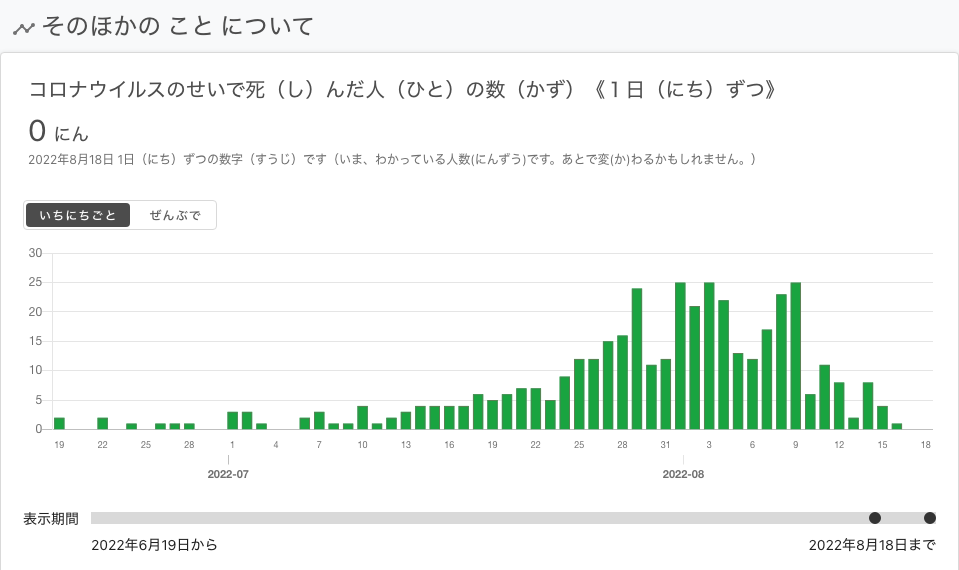 そのほかの こと について
コロナウイルスのせいで死（し）んだ人（ひと）の数（かず）《１日（にち）ずつ》
0 にん
2022年8月18日 1日（にち）ずつの数字（すうじ）です（いま、わかっている人数(にんずう)です。あとで変(か)わるかもしれません。）
いちにちごと ぜんぶで
30
25
20
15
10
5
0
19 22 25 28 1 4 7 10 13 16 19 22 25 28 31 3 6 9 12 15 18
2022-07 2022-08
表示期間
2022年6月19日から 2022年8月18日まで